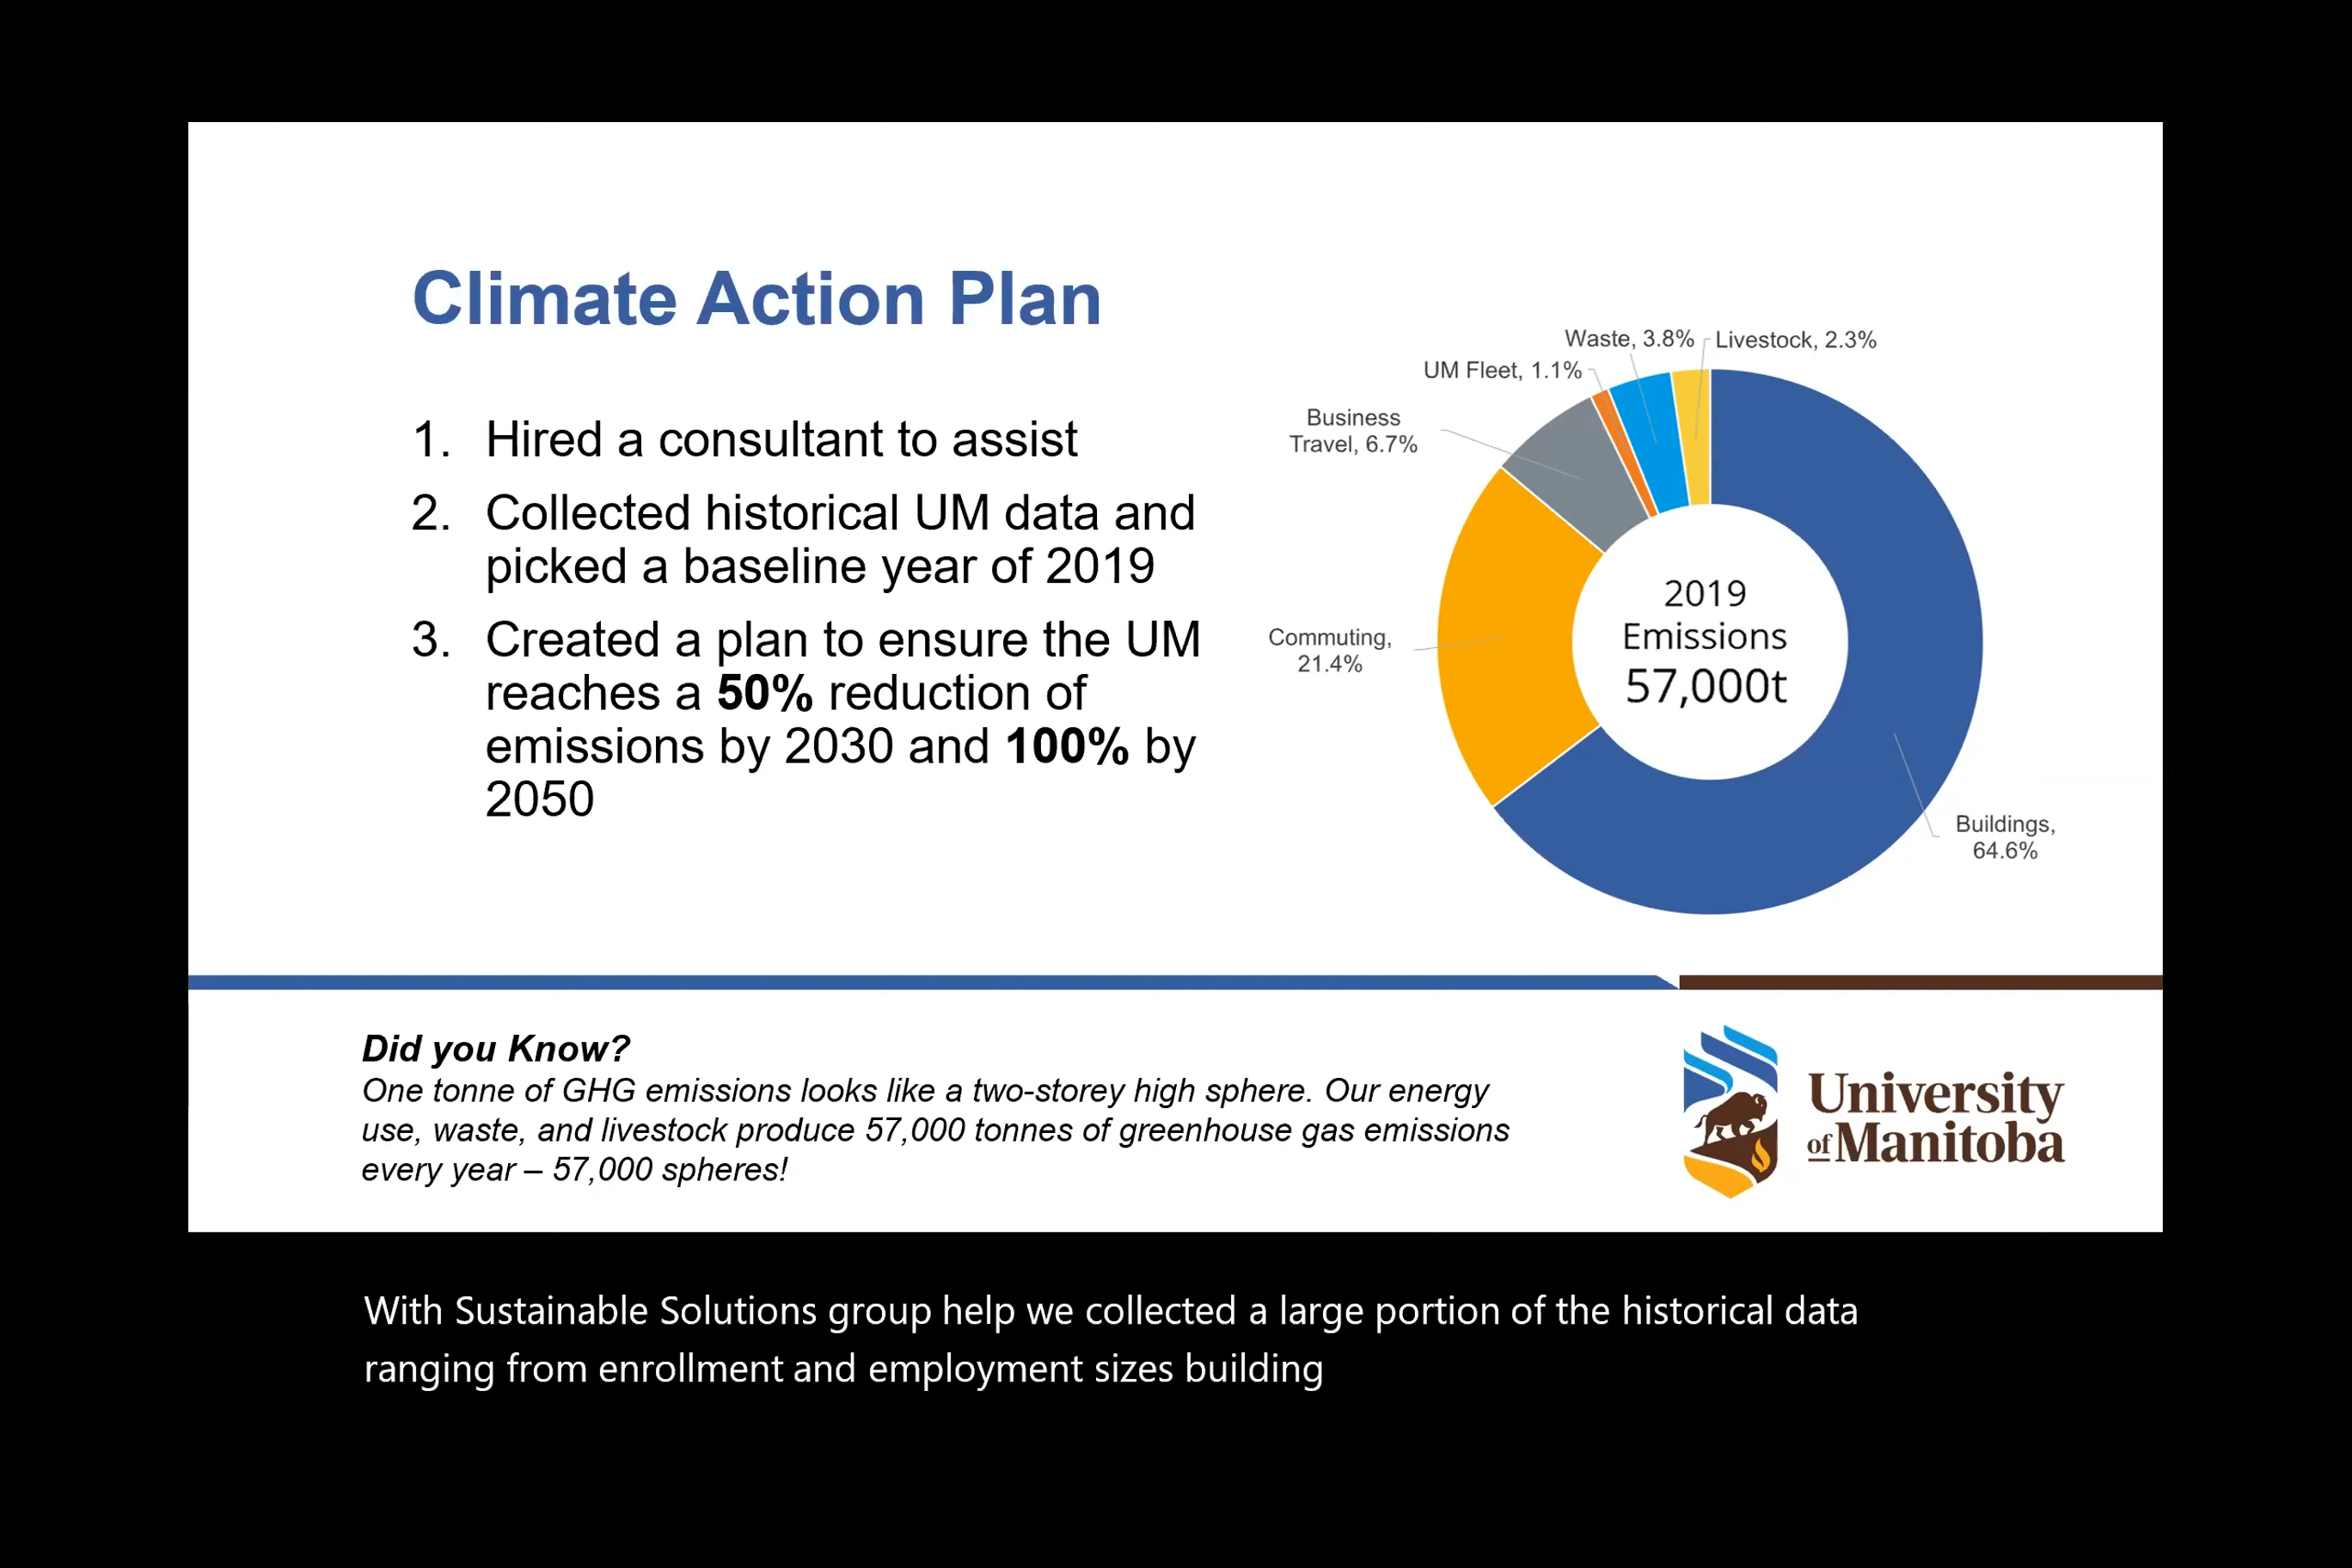 Climate Action Plan
1. Hired a consultant to assist
2. Collected historical UM data and
picked a baseline year of 2019
3. Created a plan to ensure the UM
reaches a 50% reduction of
emissions by 2030 and 100% by
2050
Waste, 3.8%
Livestock, 2.3%
UM Fleet, 1.1%
Business
Travel, 6.7%
Commuting,
21.4%
2019
Emissions
57,000t
Buildings,
64.6%
Did you Know?
One tonne of GHG emissions looks like a two-storey high sphere. Our energy
use, waste, and livestock produce 57,000 tonnes of greenhouse gas emissions
every year – 57,000 spheres!
University
of Manitoba
With Sustainable Solutions group help we collected a large portion of the historical data
ranging from enrollment and employment sizes building